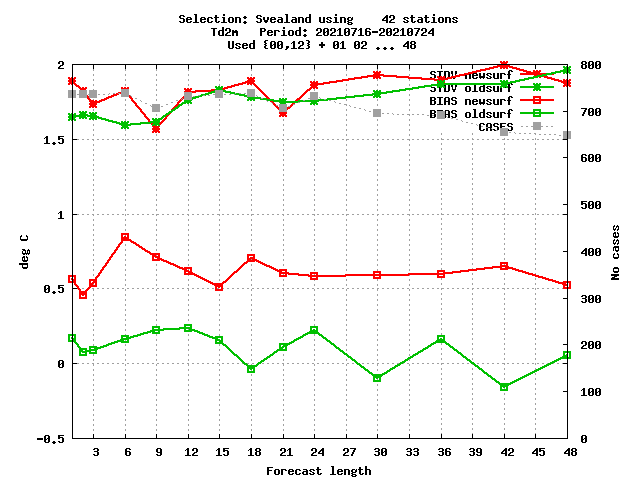 Selection: Svealand using    42 stations
Td2m   Period: 20210716-20210724
Used {00,12} + 01 02 ... 48
STDV newsurf
STDV oldsurf
BIAS newsurf
BIAS oldsurf
CASES
deg C
2
1.5
1
0.5
0
-0.5
No cases
800
700
600
500
400
300
200
100
0
3 6 9 12 15 18 21 24 27 30 33 36 39 42 45 48
Forecast length